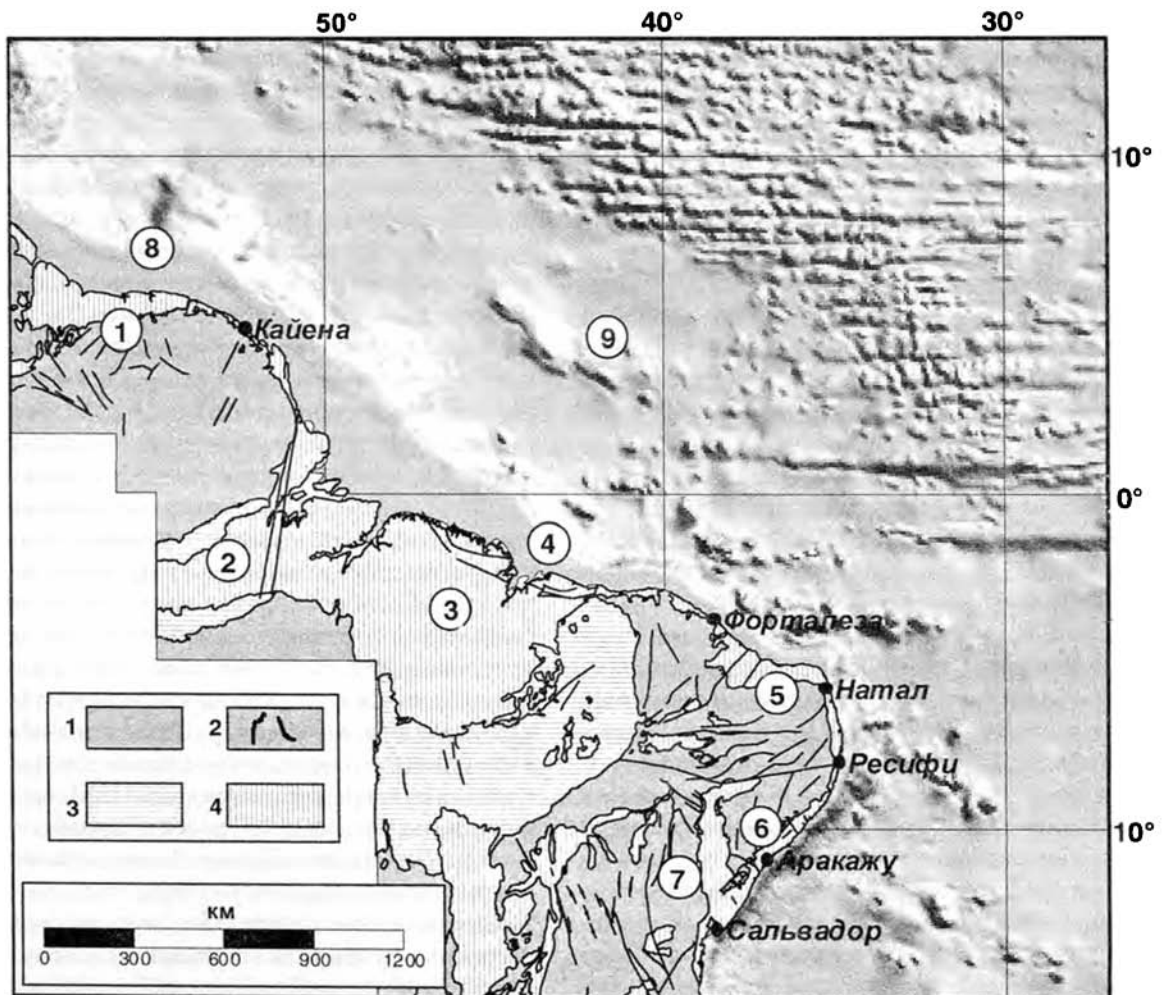 50° 40° 30°
10°
8
1 Кайена
9
0°
4
2
3
Форталеза
5 Натал
1 2
Ресифи
3 4
6 10°
Аракажу
7
км
Сальвадор
0 300 600 900 1200